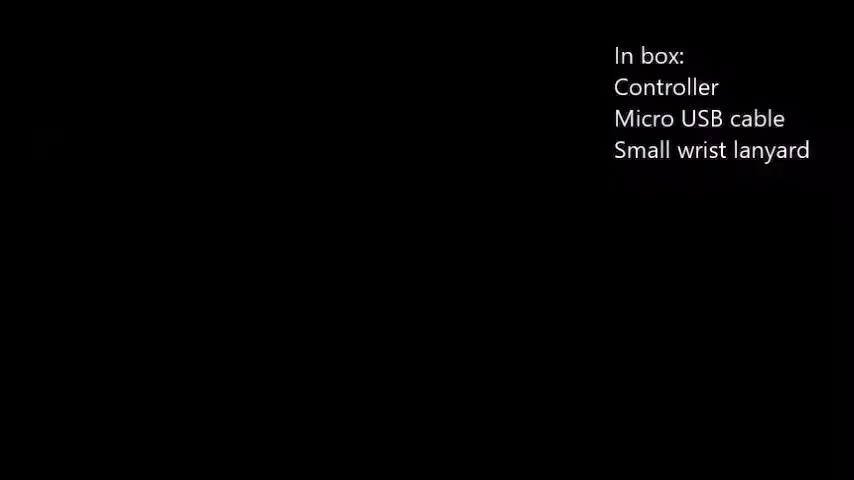 In box:
Controller
Micro USB cable
Small wrist lanyard